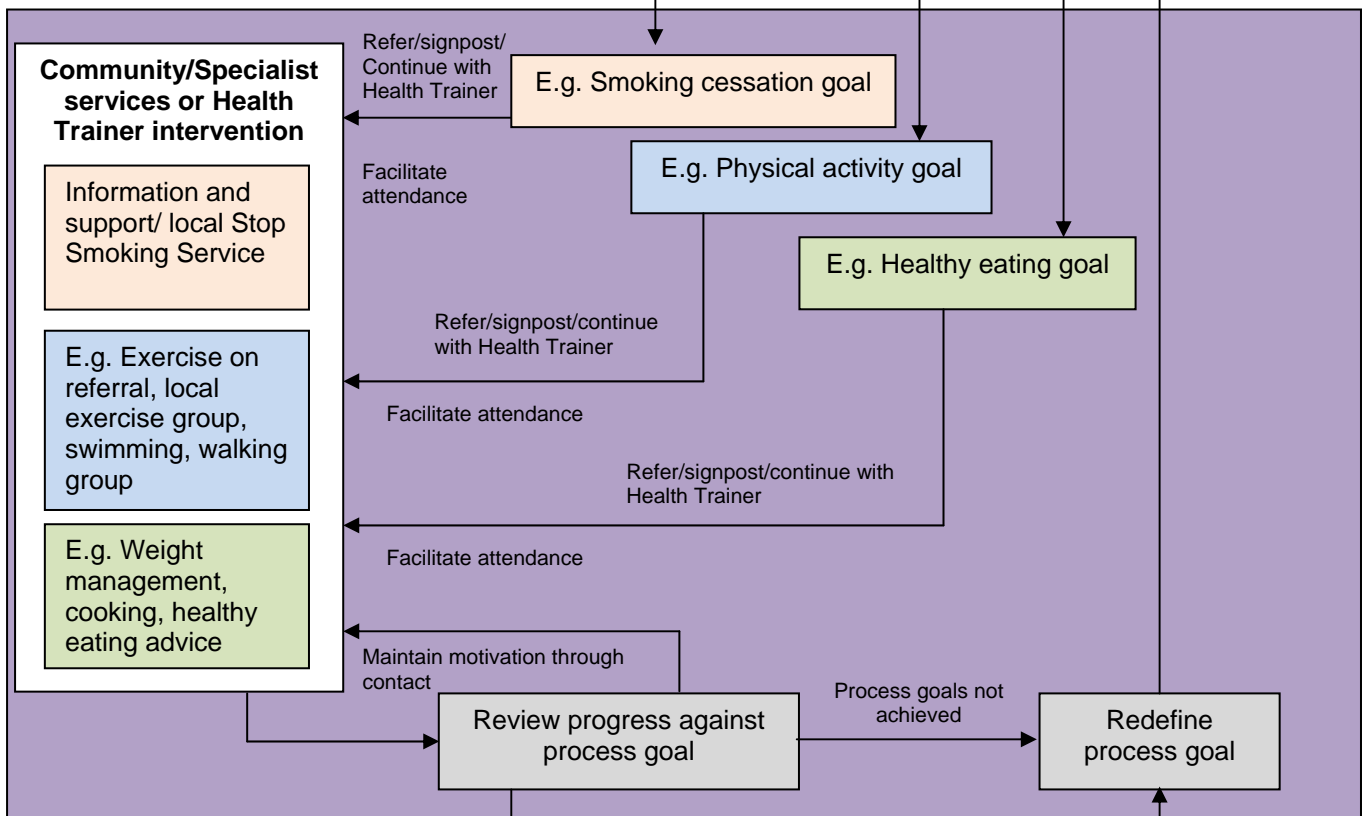 Community/Specialist
services or Health
Trainer intervention
Information and
support/ local Stop
Smoking Service
E.g. Exercise on
referral, local
exercise group,
swimming, walking
group
E.g. Weight
management,
cooking, healthy
eating advice
Refer/signpost/
Continue with
Health Trainer
Facilitate
attendance
E.g. Smoking cessation goal
E.g. Physical activity goal
E.g. Healthy eating goal
Refer/signpost/continue
with Health Trainer
Facilitate attendance
Refer/signpost/continue with
Health Trainer
Facilitate attendance
Maintain motivation through
contact
Review progress against
process goal
Process goals not
achieved
Redefine
process goal